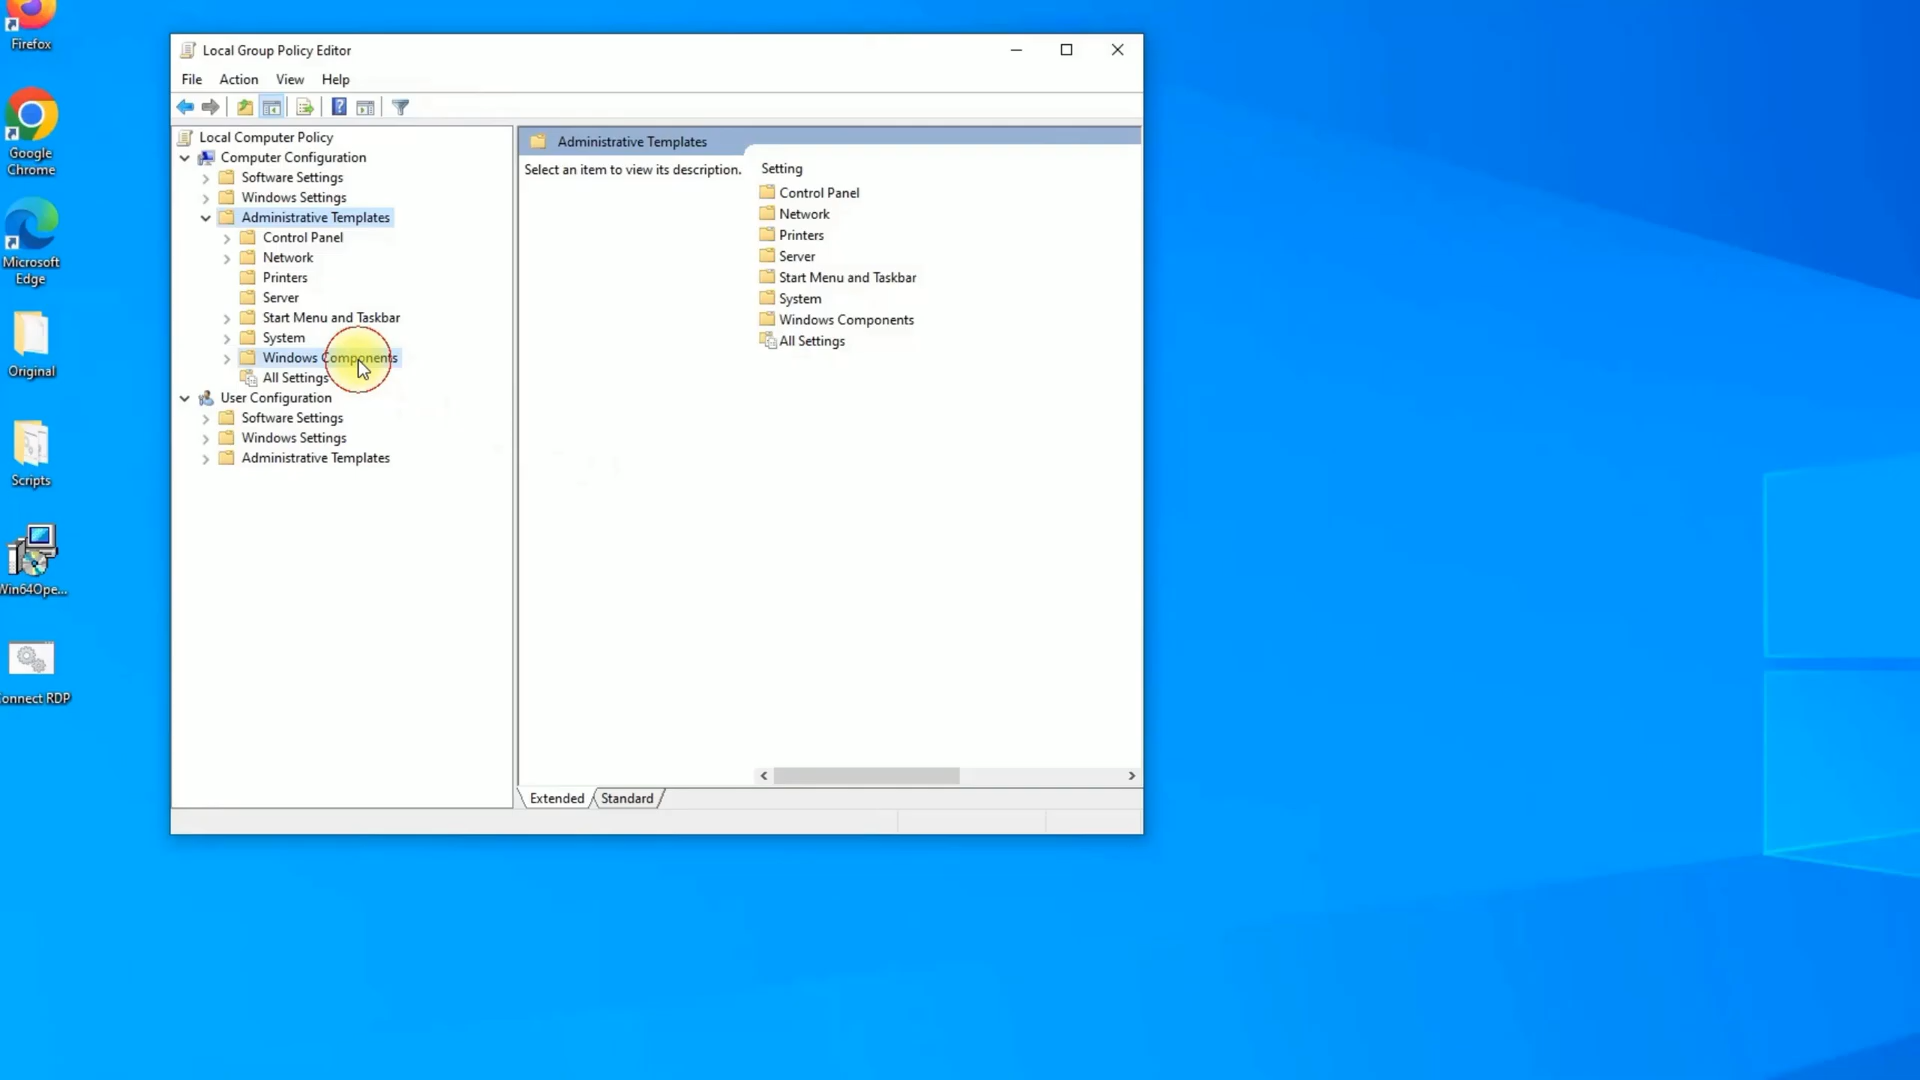 Firefox
Google
Chrome
Microsoft
Edge
Original
Scripts
Win64Ope...
onnect RDP
Local Group Policy Editor
File Action View Help
Local Computer Policy
Computer Configuration
Software Settings
Windows Settings
Administrative Templates
Control Panel
Network
Printers
Server
Start Menu and Taskbar
System
Windows Components
All Settings
User Configuration
Software Settings
Windows Settings
Administrative Templates
Administrative Templates
Select an item to view its description.
Setting
Control Panel
Network
Printers
Server
Start Menu and Taskbar
System
Windows Components
All Settings
Extended Standard